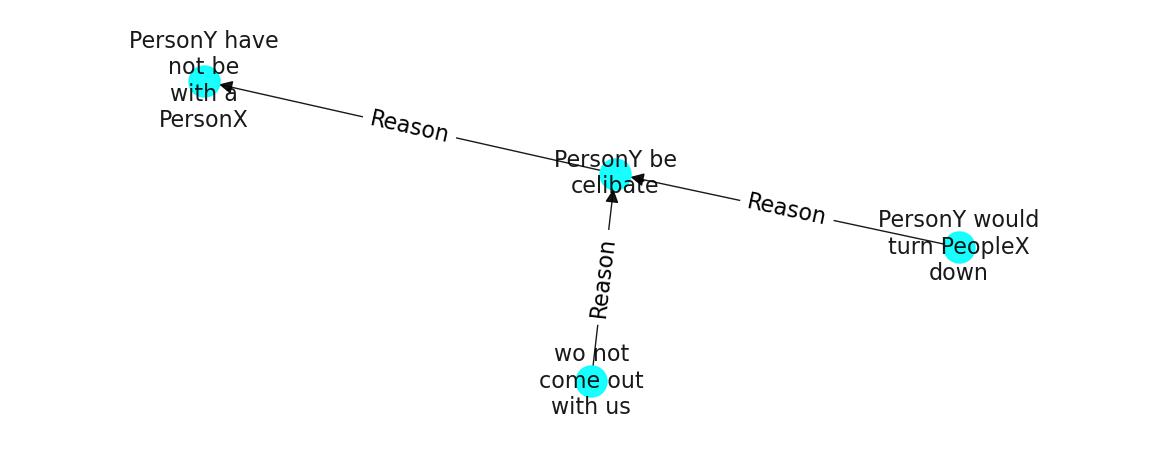 PersonY have
not be
with a
PersonX
Reason
PersonY be
celibate
Reason
PersonY would
turn PeopleX
down
Reason
wo not
come out
with us